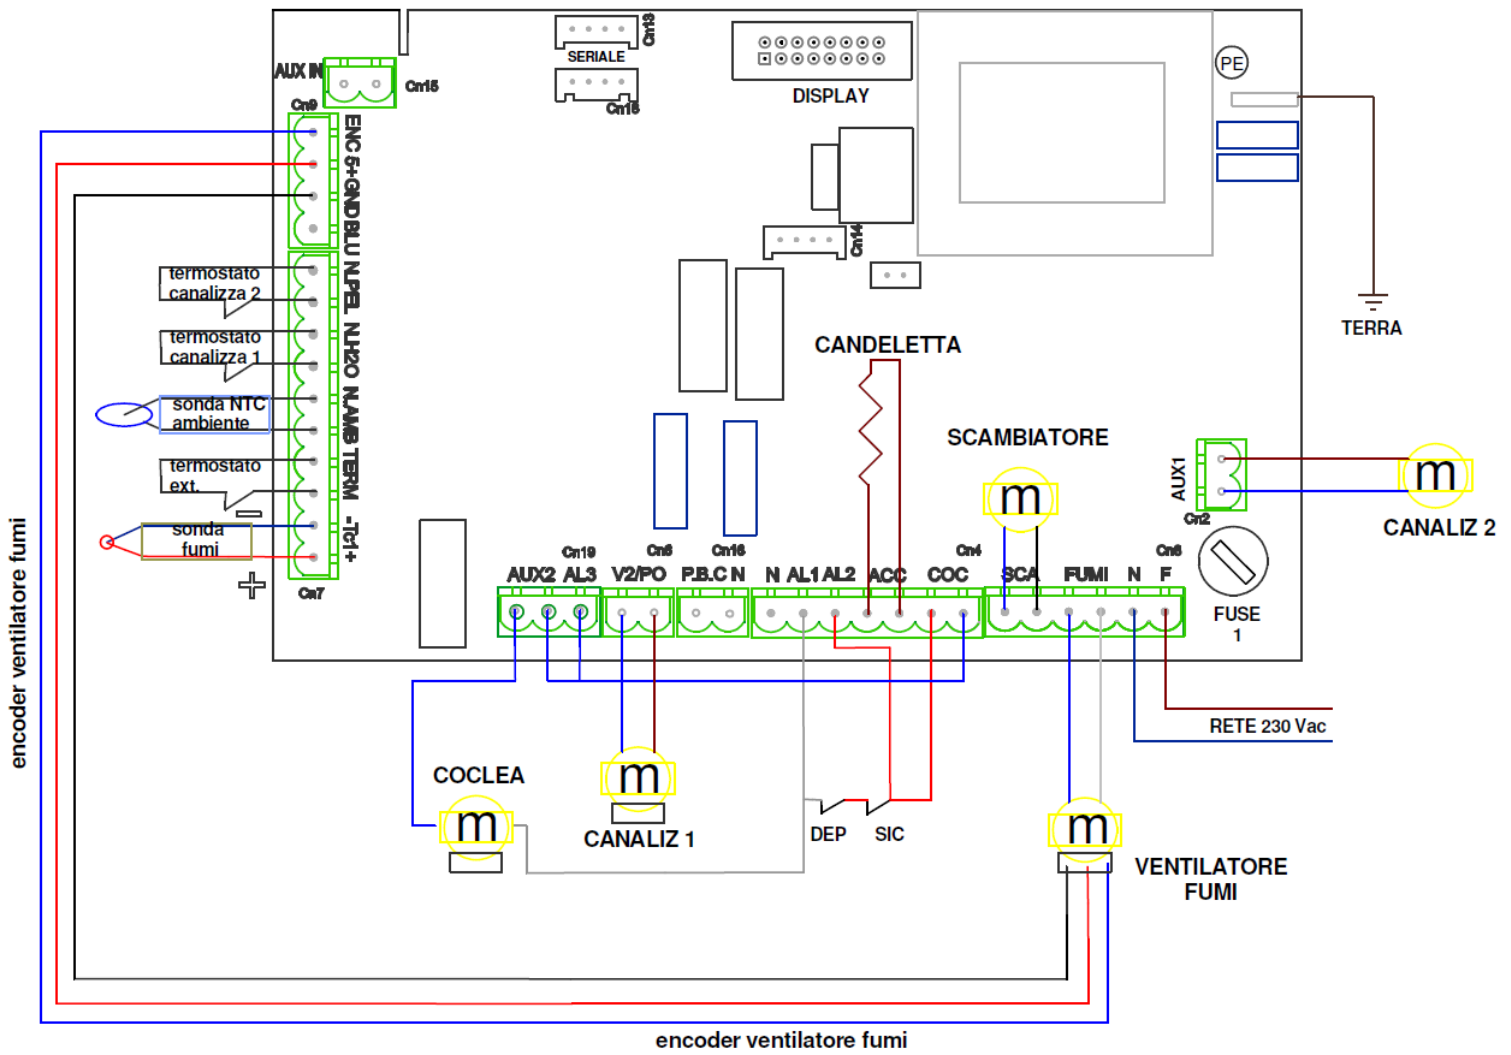 Cn13
SERIALE
Cn18
DISPLAY
PE
AUX IN
Cn15
Cn9
ENC 5+GND BLU
N.PEL N.H2O N.AMB TERM -Tc1+
Cn14
termostato
canalizza 2
termostato
canalizza 1
sonda NTC
ambiente
termostato
ext.
sonda
fumi
TERRA
CANDELETTA
SCAMBIATORE
m
AUX1
Cn2
m
CANALIZ 2
FUSE
1
Cn19
Cn6
Cn16
Cn4
Cn6
AUX2 AL3 V2/PO P.B.C N N AL1 AL2 ACC COC SCA FUMI N F
RETE 230 Vac
COCLEA
m
m
CANALIZ 1
DEP
SIC
m
VENTILATORE
FUMI
encoder ventilatore fumi
encoder ventilatore fumi